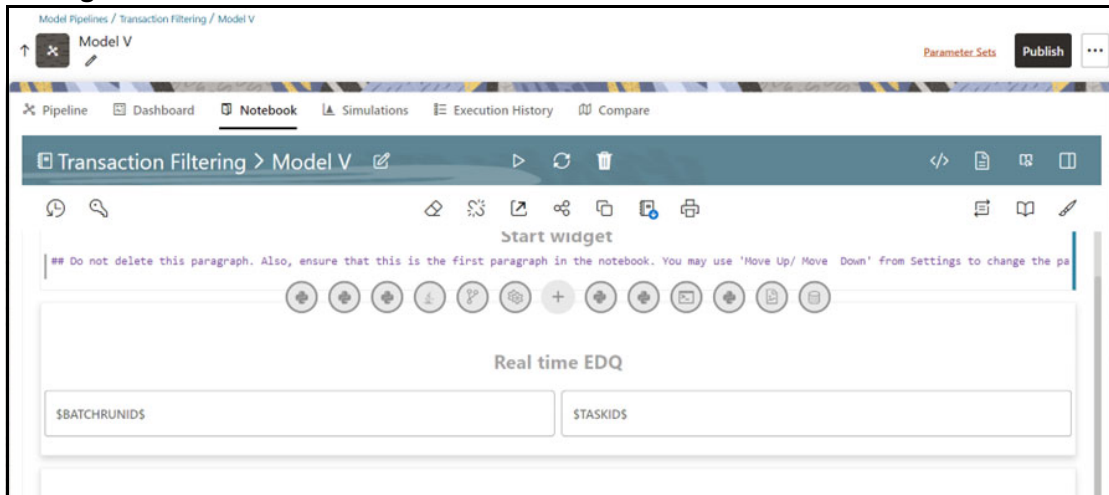 Model Pipelines / Transaction Filtering / Model V
Model V
Parameter Sets
Publish
Pipeline Dashboard Notebook Simulations Execution History Compare
Transaction Filtering > Model V
Start widget
## Do not delete this paragraph. Also, ensure that this is the first paragraph in the notebook. You may use 'Move Up/ Move Down' from Settings to change the pa
Real time EDQ
$BATCHRUNID$ $TASKID$